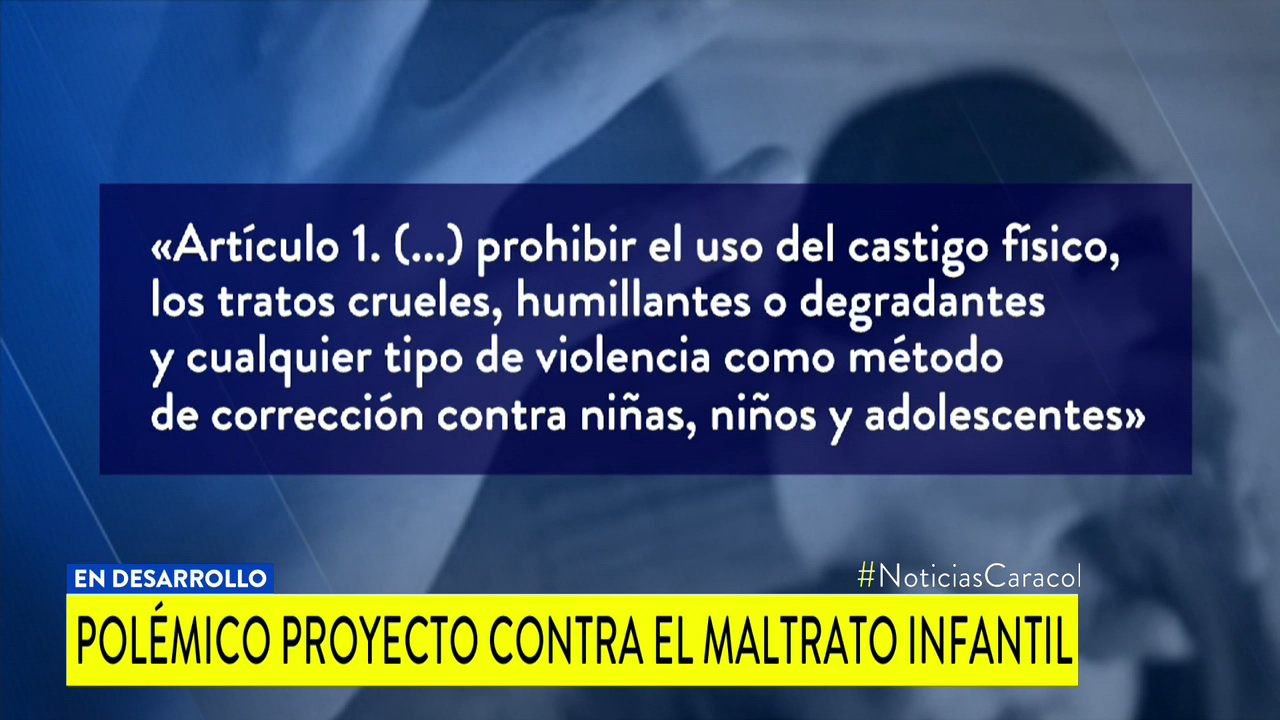 «Artículo 1. (...) prohibir el uso del castigo físico,
los tratos crueles, humillantes o degradantes
y cualquier tipo de violencia como método
de corrección contra niñas, niños y adolescentes»
EN DESARROLLO
#NoticiasCaracol
POLÉMICO PROYECTO CONTRA EL MALTRATO INFANTIL